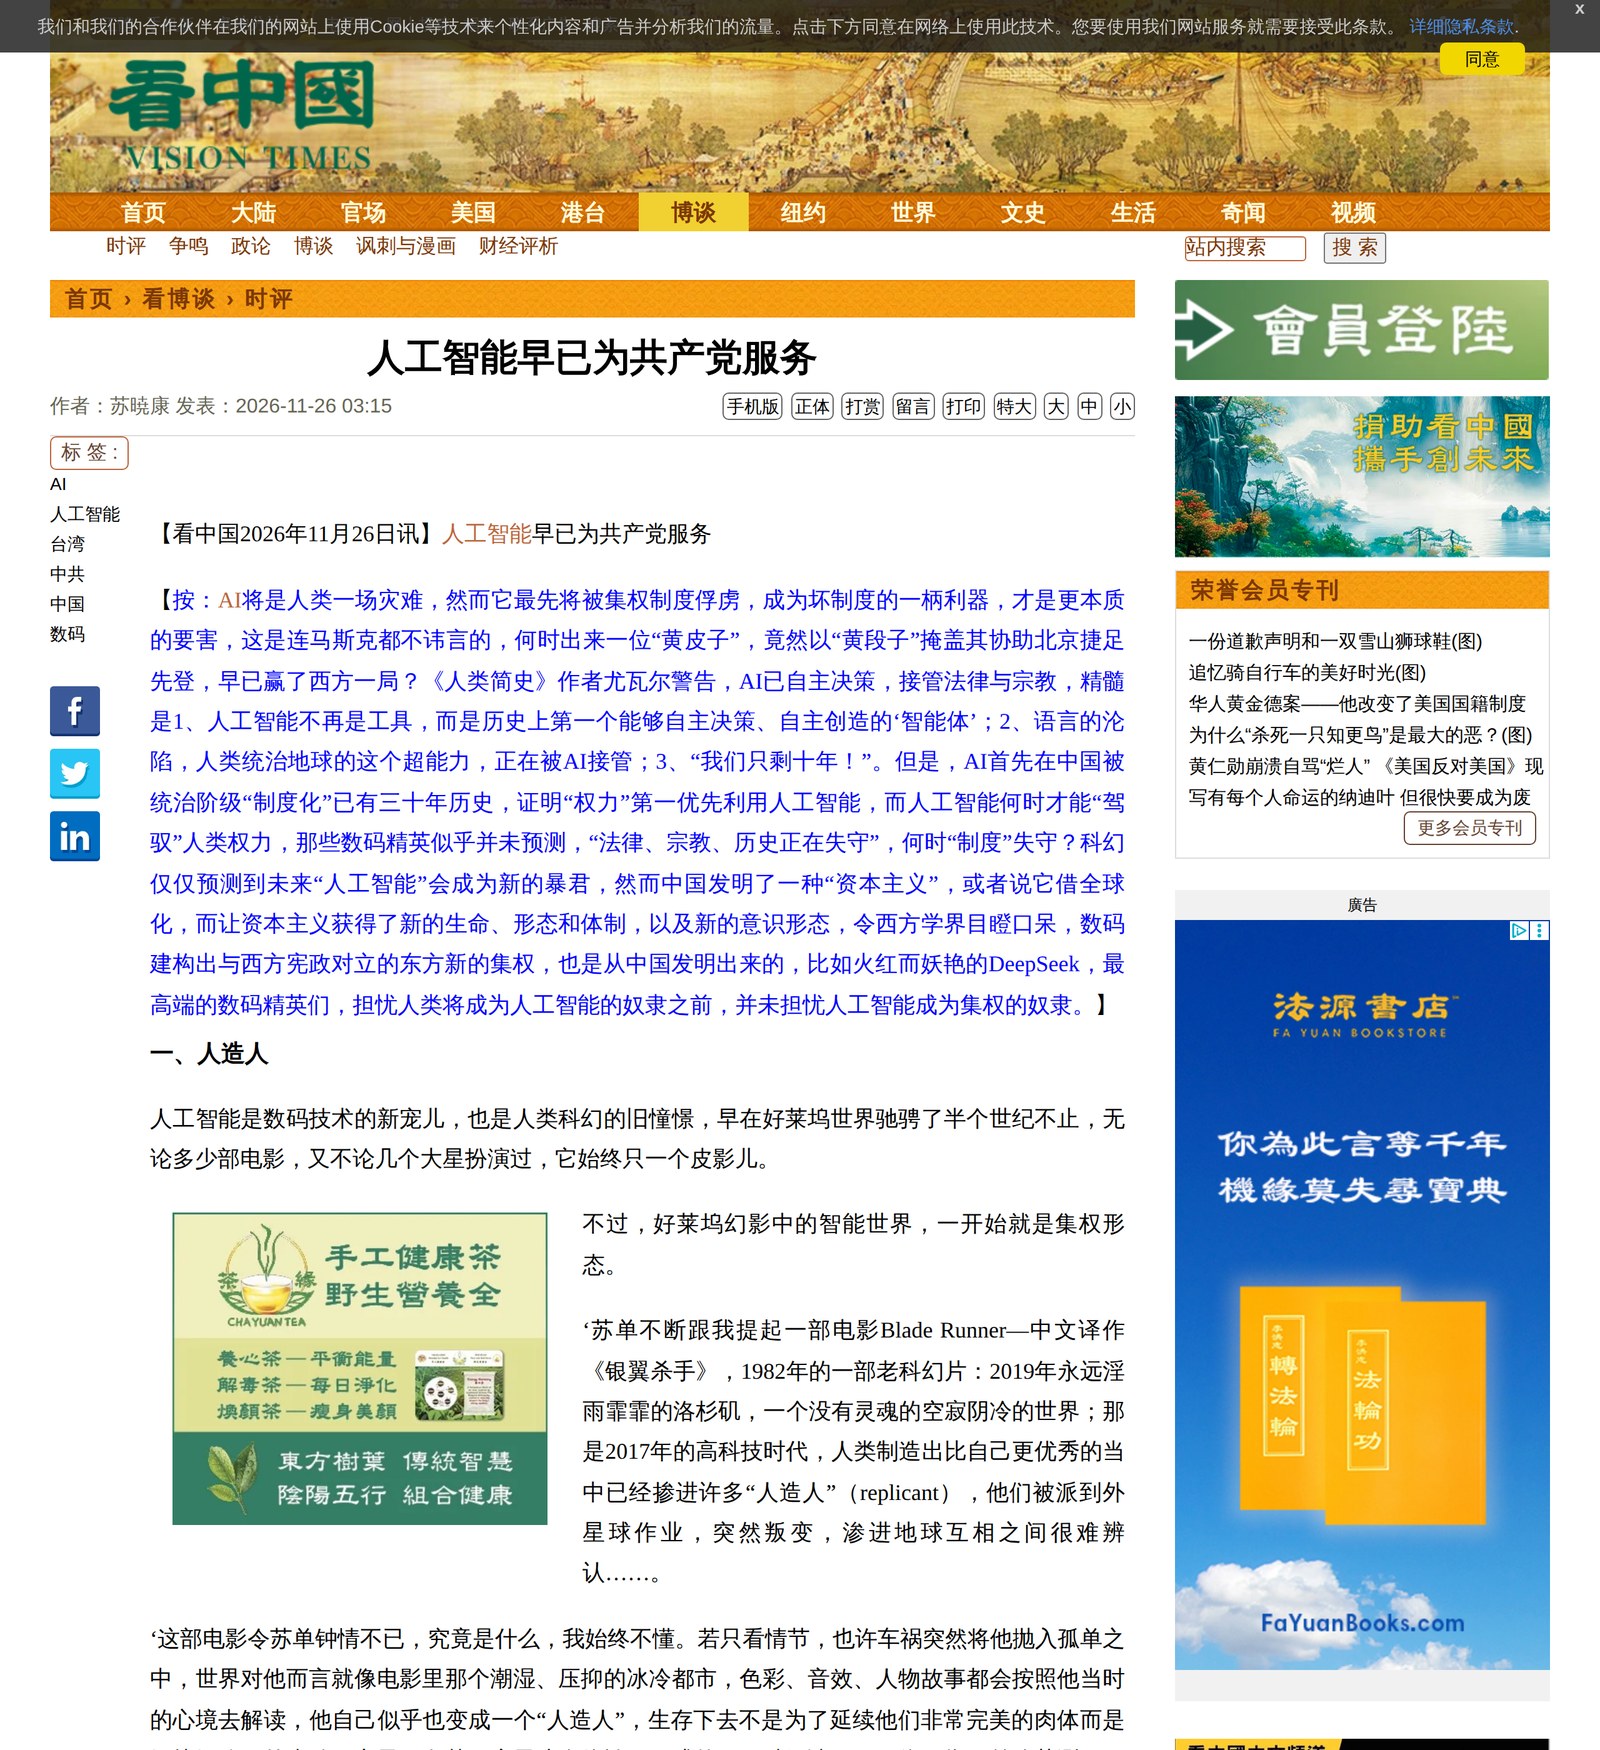 我们和我们的合作伙伴在我们的网站上使用Cookie等技术来个性化内容和广告并分析我们的流量。点击下方同意在网络上使用此技术。您要使用我们网站服务就需要接受此条款。 详细隐私条款.
x
同意
看中國
VISION TIMES
首页 大陆 官场 美国 港台 博谈 纽约 世界 文史 生活 奇闻 视频
时评 争鸣 政论 博谈 讽刺与漫画 财经评析
站内搜索 搜 索
首页 › 看博谈 › 时评
人工智能早已为共产党服务
作者：苏曉康 发表：2026-11-26 03:15
手机版 正体 打赏 留言 打印 特大 大 中 小
标 签 :
AI
人工智能
台湾
中共
中国
数码
【看中国2026年11月26日讯】人工智能早已为共产党服务
【按：AI将是人类一场灾难，然而它最先将被集权制度俘虏，成为坏制度的一柄利器，才是更本质
的要害，这是连马斯克都不讳言的，何时出来一位“黄皮子”，竟然以“黄段子”掩盖其协助北京捷足
先登，早已赢了西方一局？《人类简史》作者尤瓦尔警告，AI已自主决策，接管法律与宗教，精髓
是1、人工智能不再是工具，而是历史上第一个能够自主决策、自主创造的‘智能体’；2、语言的沦
陷，人类统治地球的这个超能力，正在被AI接管；3、“我们只剩十年！”。但是，AI首先在中国被
统治阶级“制度化”已有三十年历史，证明“权力”第一优先利用人工智能，而人工智能何时才能“驾
驭”人类权力，那些数码精英似乎并未预测，“法律、宗教、历史正在失守”，何时“制度”失守？科幻
仅仅预测到未来“人工智能”会成为新的暴君，然而中国发明了一种“资本主义”，或者说它借全球
化，而让资本主义获得了新的生命、形态和体制，以及新的意识形态，令西方学界目瞪口呆，数码
建构出与西方宪政对立的东方新的集权，也是从中国发明出来的，比如火红而妖艳的DeepSeek，最
高端的数码精英们，担忧人类将成为人工智能的奴隶之前，并未担忧人工智能成为集权的奴隶。】
一、人造人
人工智能是数码技术的新宠儿，也是人类科幻的旧憧憬，早在好莱坞世界驰骋了半个世纪不止，无
论多少部电影，又不论几个大星扮演过，它始终只一个皮影儿。
茶緣
CHA YUAN TEA
手工健康茶
野生營養全
養心茶 — 平衡能量
解毒茶 — 每日淨化
煥顏茶 — 瘦身美顏
東方樹葉 傳統智慧
陰陽五行 組合健康
不过，好莱坞幻影中的智能世界，一开始就是集权形
态。
‘苏单不断跟我提起一部电影Blade Runner—中文译作
《银翼杀手》，1982年的一部老科幻片：2019年永远淫
雨霏霏的洛杉矶，一个没有灵魂的空寂阴冷的世界；那
是2017年的高科技时代，人类制造出比自己更优秀的当
中已经掺进许多“人造人”（replicant），他们被派到外
星球作业，突然叛变，渗进地球互相之间很难辨
认……。
‘这部电影令苏单钟情不已，究竟是什么，我始终不懂。若只看情节，也许车祸突然将他抛入孤单之
中，世界对他而言就像电影里那个潮湿、压抑的冰冷都市，色彩、音效、人物故事都会按照他当时
的心境去解读，他自己似乎也变成一个“人造人”，生存下去不是为了延续他们非常完美的肉体而是
會員登陸
捐助看中國
攜手創未來
荣誉会员专刊
一份道歉声明和一双雪山狮球鞋(图)
追忆骑自行车的美好时光(图)
华人黄金德案——他改变了美国国籍制度
为什么“杀死一只知更鸟”是最大的恶？(图)
黄仁勋崩溃自骂“烂人” 《美国反对美国》现
写有每个人命运的纳迪叶 但很快要成为废
更多会员专刊
廣告
法源書店
FA YUAN BOOKSTORE
你為此言尊千年
機緣莫失尋寶典
李洪志
轉法輪
李洪志
法輪功
FaYuanBooks.com